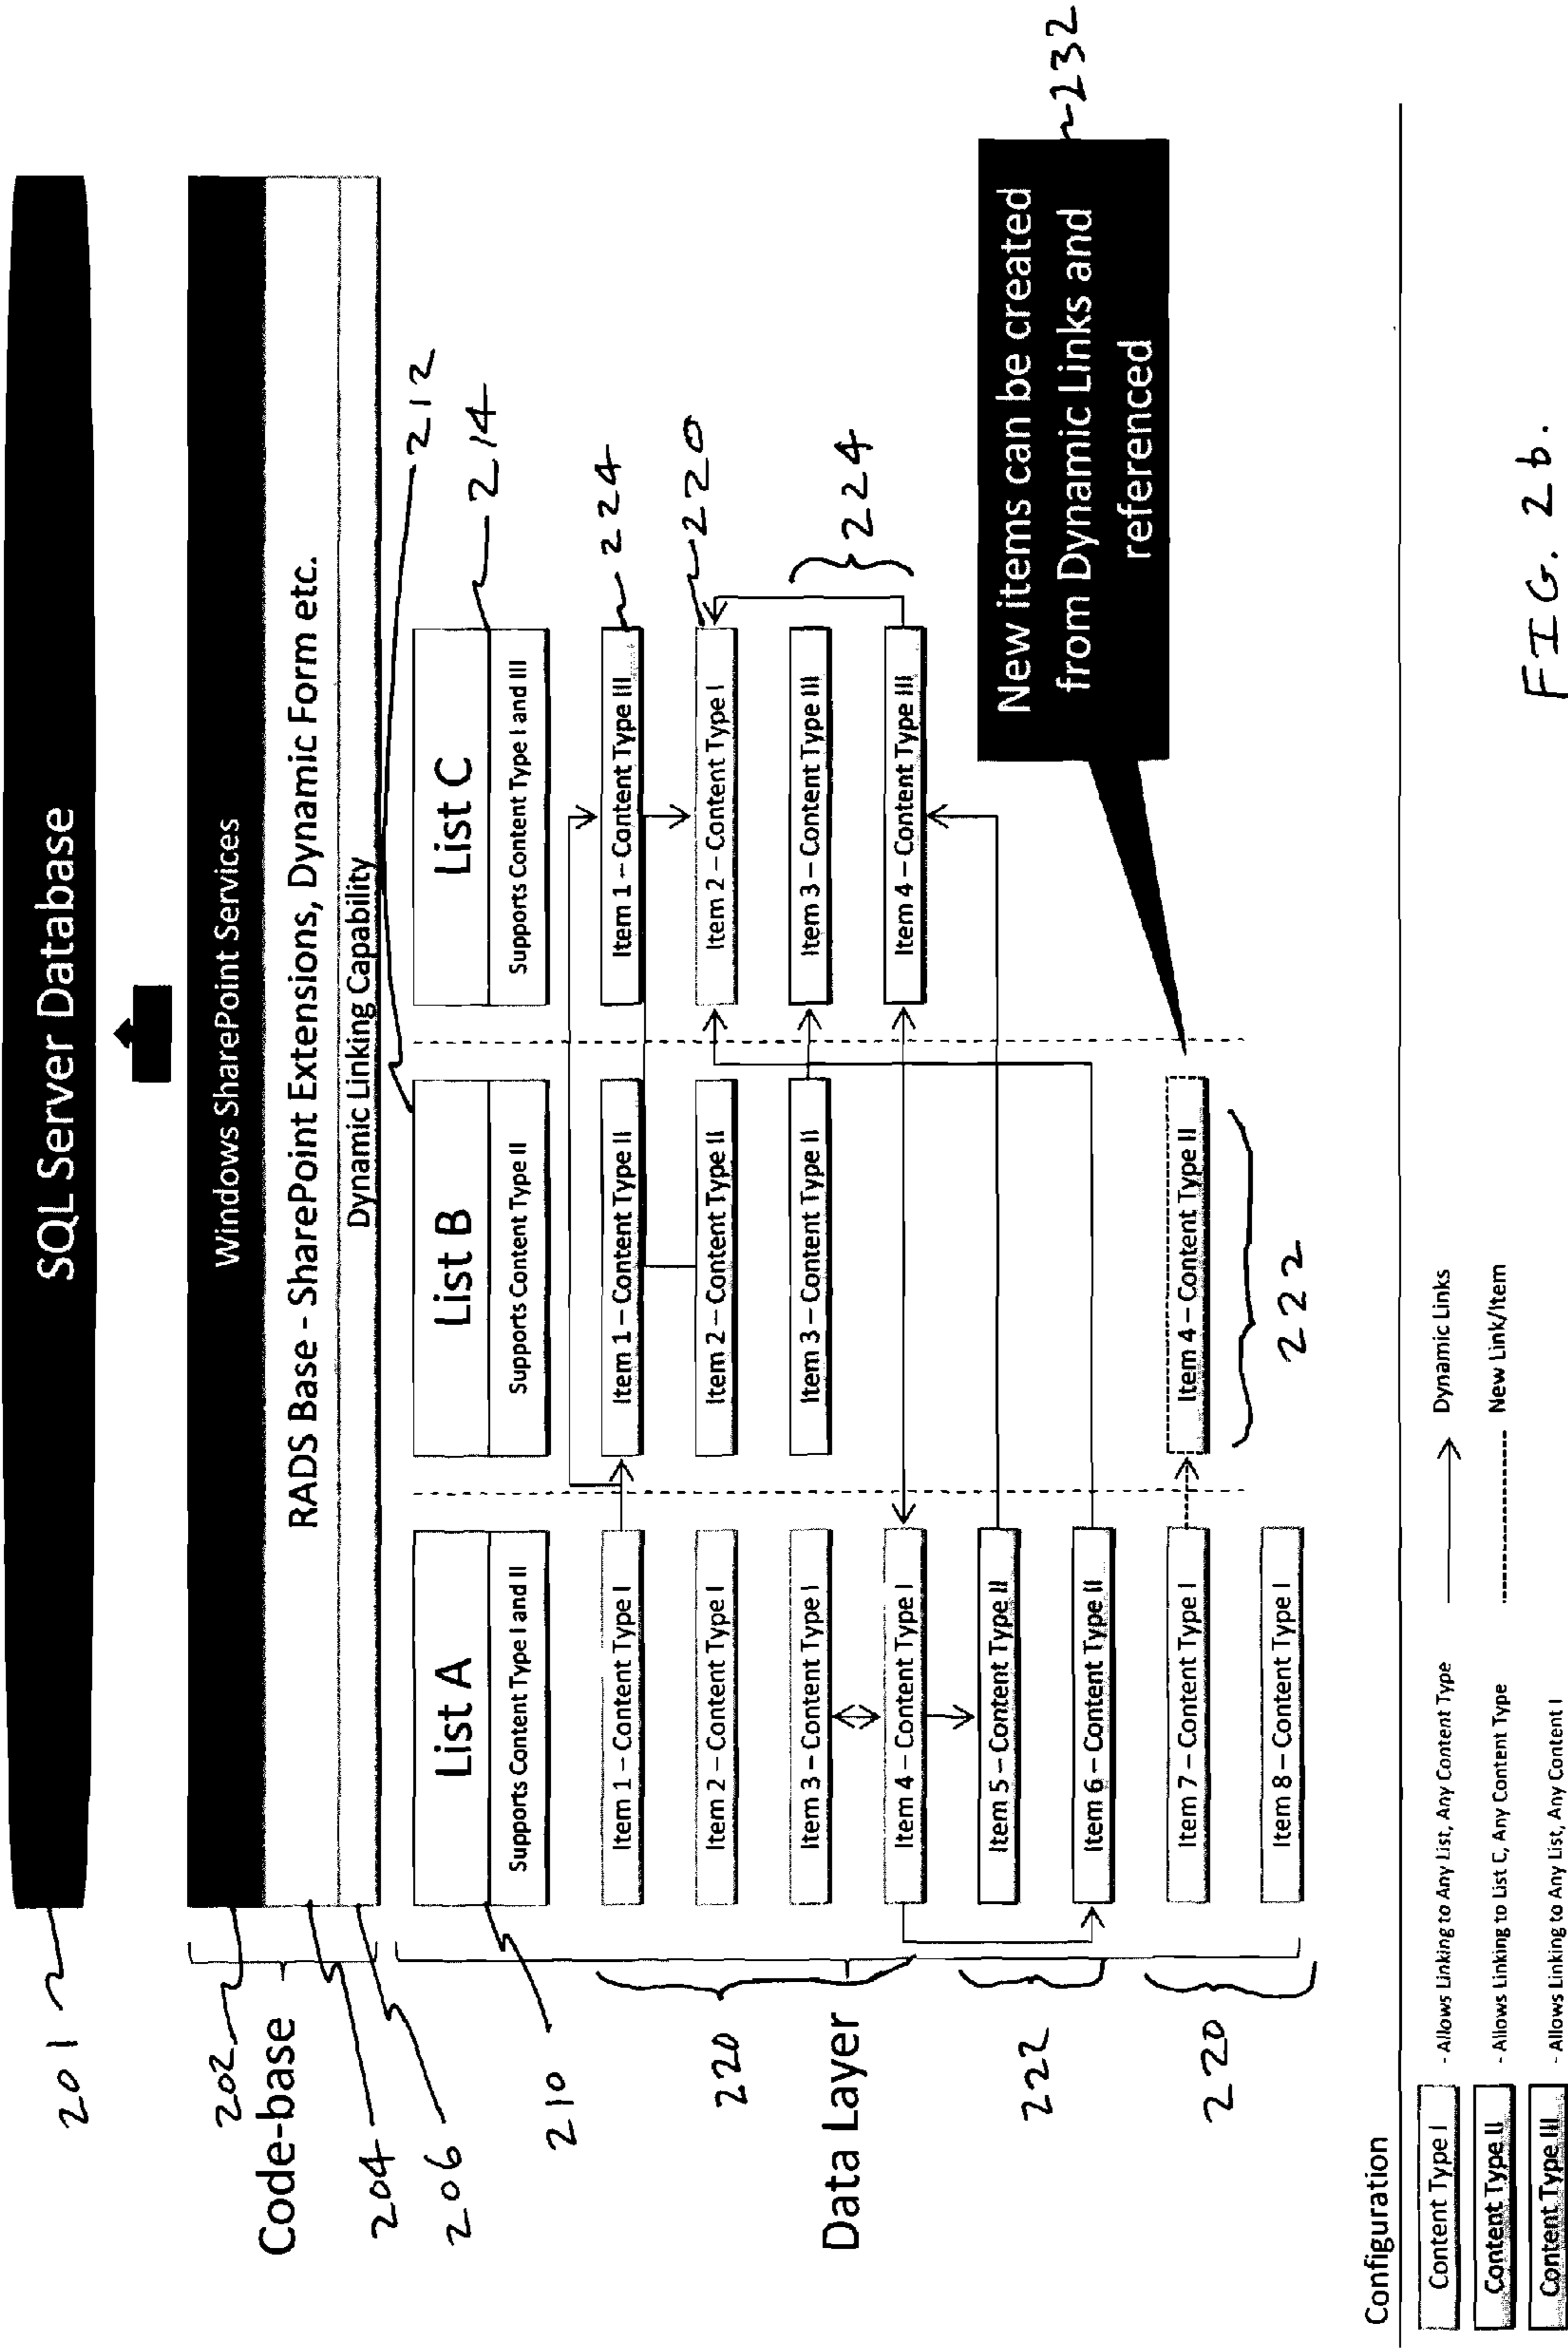 201
SQL Server Database
Code-base
202
Windows SharePoint Services
204
RADS Base - SharePoint Extensions, Dynamic Form etc.
206
Dynamic Linking Capability
210
212
214
List A
Supports Content Type I and II
List B
Supports Content Type II
List C
Supports Content Type I and III
Data Layer
220
222
220
Item 1 – Content Type I
Item 2 – Content Type I
Item 3 – Content Type I
Item 4 – Content Type I
Item 5 – Content Type II
Item 6 – Content Type II
Item 7 – Content Type I
Item 8 – Content Type I
Item 1 – Content Type II
Item 2 – Content Type II
Item 3 – Content Type II
Item 4 – Content Type II
222
Item 1 – Content Type III
Item 2 – Content Type I
Item 3 – Content Type III
Item 4 – Content Type III
224
220
224
New items can be created
from Dynamic Links and
referenced
232
Configuration
Content Type I - Allows Linking to Any List, Any Content Type
Content Type II - Allows Linking to List C, Any Content Type
Content Type III - Allows Linking to Any List, Any Content I
Dynamic Links
New Link/Item
FIG. 2b.